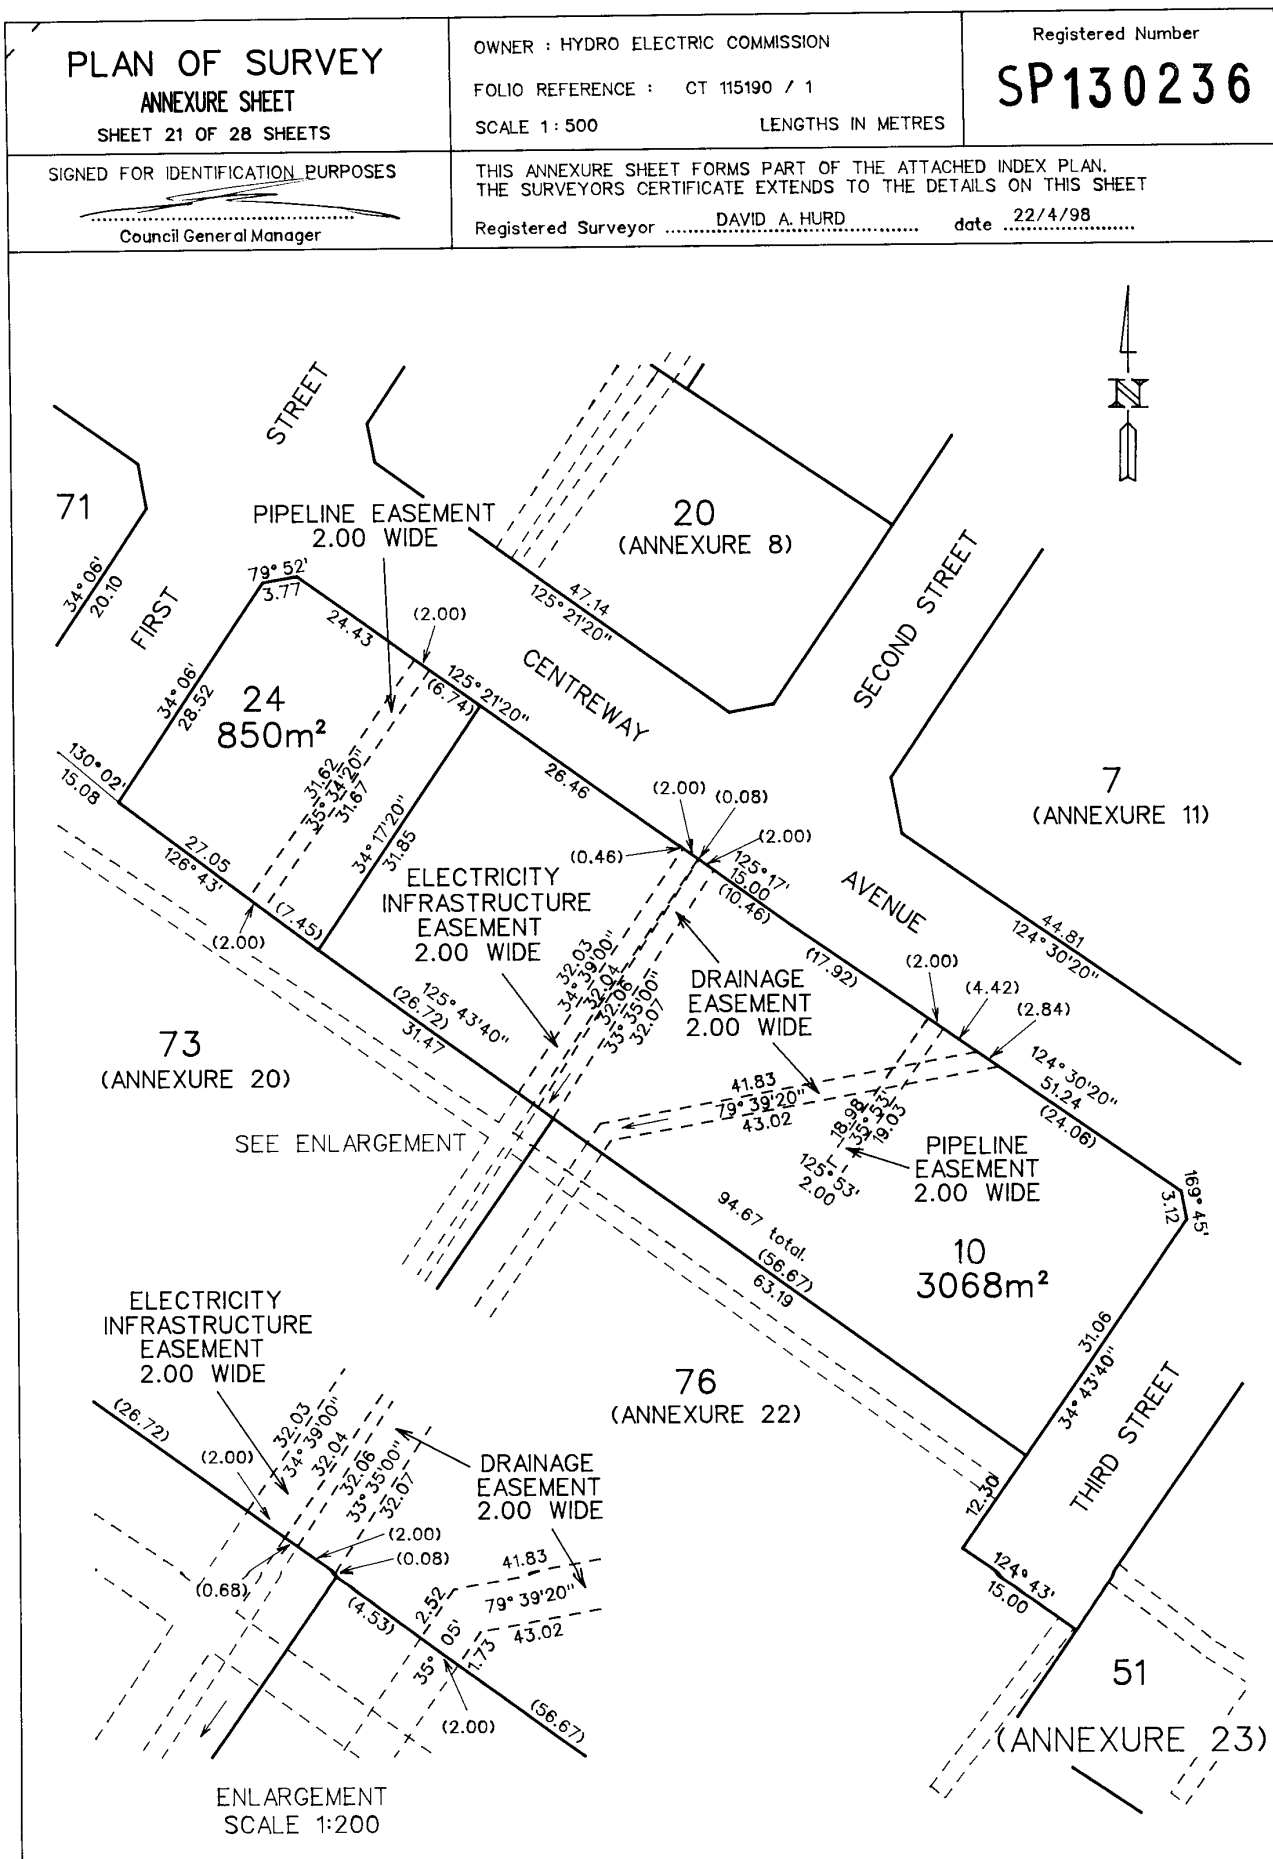 PLAN OF SURVEY
ANNEXURE SHEET
SHEET 21 OF 28 SHEETS
OWNER : HYDRO ELECTRIC COMMISSION
FOLIO REFERENCE : CT 115190 / 1
SCALE 1 : 500 LENGTHS IN METRES
Registered Number
SP130236
SIGNED FOR IDENTIFICATION PURPOSES
Council General Manager
THIS ANNEXURE SHEET FORMS PART OF THE ATTACHED INDEX PLAN.
THE SURVEYORS CERTIFICATE EXTENDS TO THE DETAILS ON THIS SHEET
Registered Surveyor DAVID A. HURD date 22/4/98
N
STREET
71
34° 06'
20.10
FIRST
PIPELINE EASEMENT
2.00 WIDE
79° 52'
3.77
24.43
(2.00)
20
(ANNEXURE 8)
47.14
125° 21'20"
SECOND STREET
CENTREWAY
125° 21'20"
(6.74)
34° 06'
28.52
24
850m²
130° 02'
15.08
31.62
35° 34'20"
31.67
34° 17'20"
31.85
26.46
(2.00)
(0.08)
(2.00)
(0.46)
125° 17'
15.00
(10.46)
7
(ANNEXURE 11)
27.05
126° 43'
(7.45)
(2.00)
ELECTRICITY
INFRASTRUCTURE
EASEMENT
2.00 WIDE
AVENUE
44.81
124° 30'20"
32.03
34° 39'00"
32.04
32.06
33° 35'00"
32.07
DRAINAGE
EASEMENT
2.00 WIDE
(17.92)
(2.00)
(4.42)
(2.84)
125° 43'40"
(26.72)
31.47
73
(ANNEXURE 20)
41.83
79° 39'20"
43.02
124° 30'20"
51.24
(24.06)
18.98
35° 53'
19.03
125° 53'
2.00
SEE ENLARGEMENT
PIPELINE
EASEMENT
2.00 WIDE
169° 45'
3.12
94.67 total.
(56.67)
63.19
10
3068m²
31.06
34° 43'40"
THIRD STREET
76
(ANNEXURE 22)
12.30
124° 43'
15.00
51
(ANNEXURE 23)
ELECTRICITY
INFRASTRUCTURE
EASEMENT
2.00 WIDE
(26.72)
(2.00)
32.03
34° 39'00"
32.04
32.06
33° 35'00"
32.07
DRAINAGE
EASEMENT
2.00 WIDE
(2.00)
(0.08)
(0.68)
(4.53)
41.83
79° 39'20"
43.02
2.52
35° 05'
1.73
(2.00)
(56.67)
ENLARGEMENT
SCALE 1:200